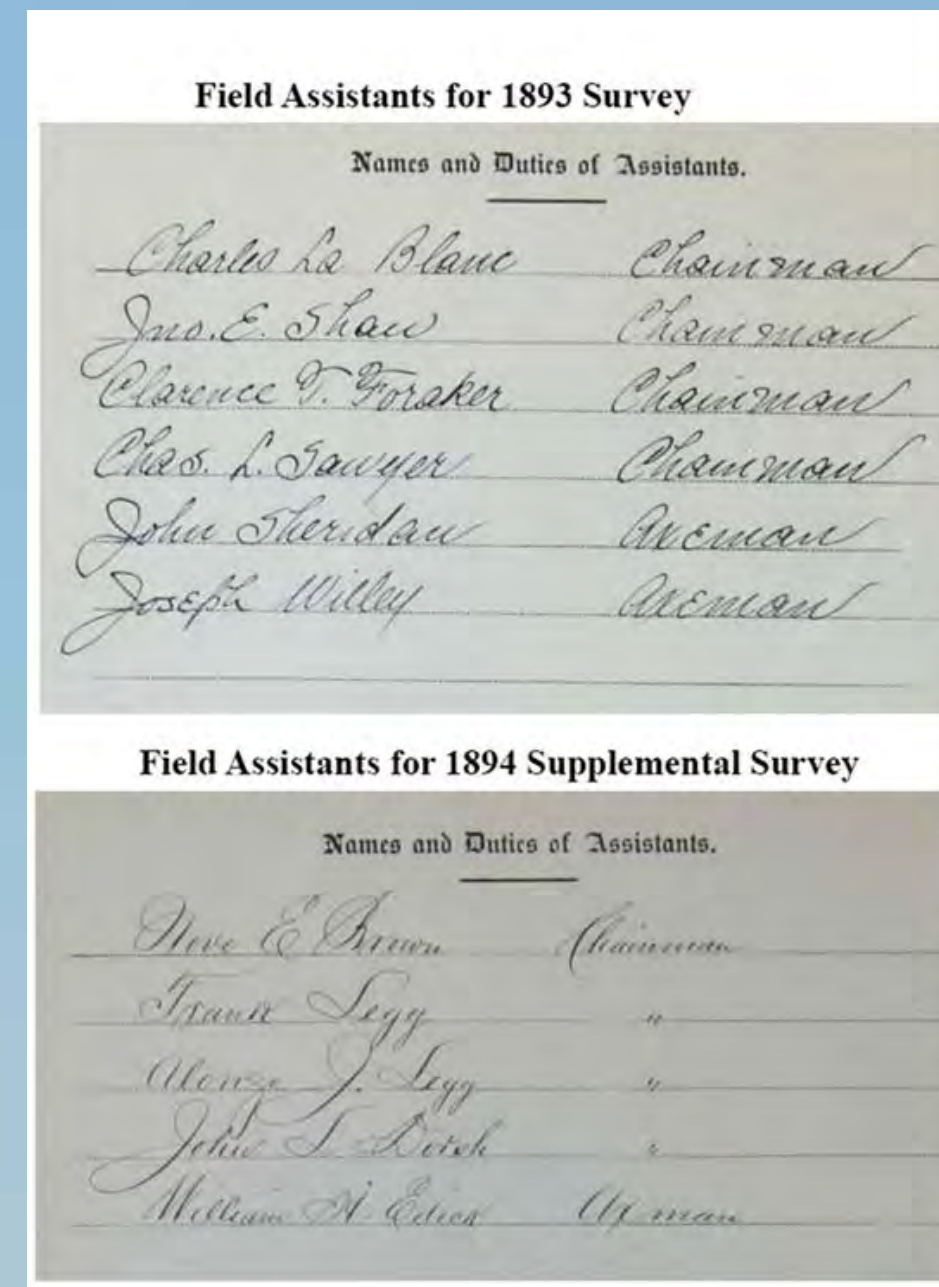 Field Assistants for 1893 Survey
Names and Duties of Assistants.
Charles La Blanc Chainman
Jno. E. Shaw Chainman
Clarence T. Foraker Chainman
Chas. L. Sawyer Chainman
John Sheridan Axeman
Joseph Willey Axeman
Field Assistants for 1894 Supplemental Survey
Names and Duties of Assistants.
E Brown Chainman
Frank Legg "
Alonzo J. Legg "
John "
William H. Edick Axman